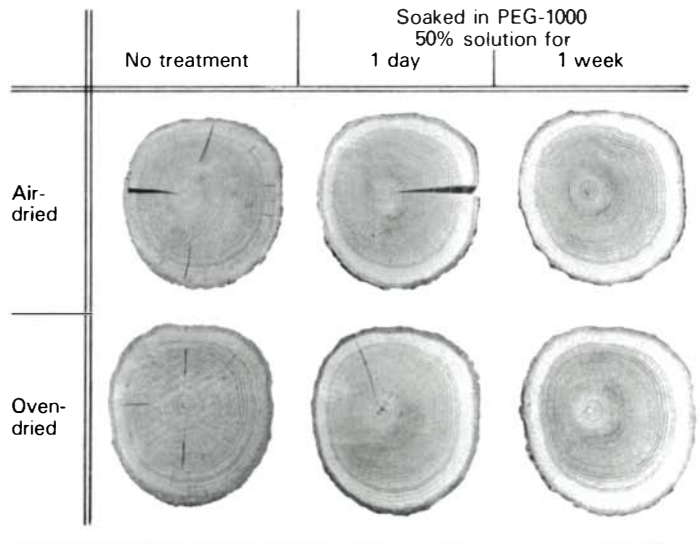 Soaked in PEG-1000
50% solution for
No treatment
1 day
1 week
Air-
dried
Oven-
dried